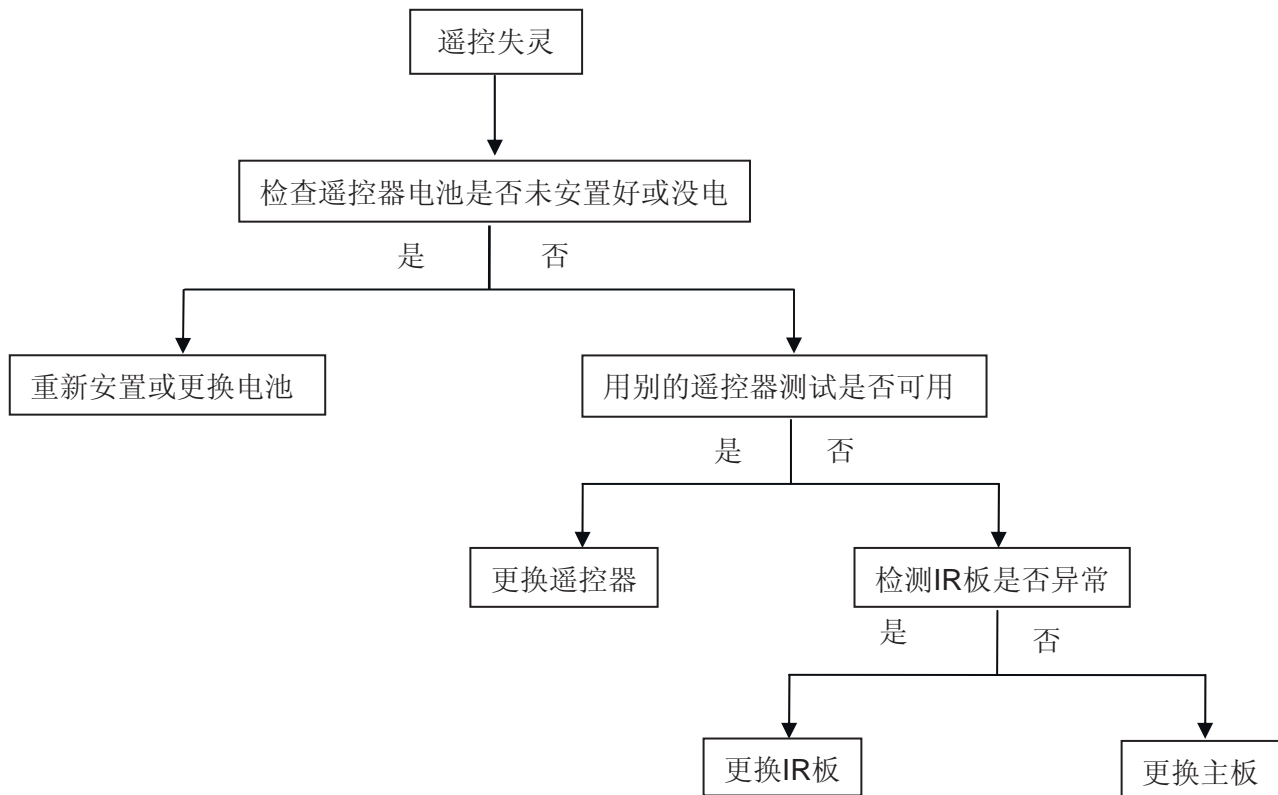 遥控失灵
检查遥控器电池是否未安置好或没电
是
否
重新安置或更换电池
用别的遥控器测试是否可用
是
否
更换遥控器
检测IR板是否异常
是
否
更换IR板
更换主板